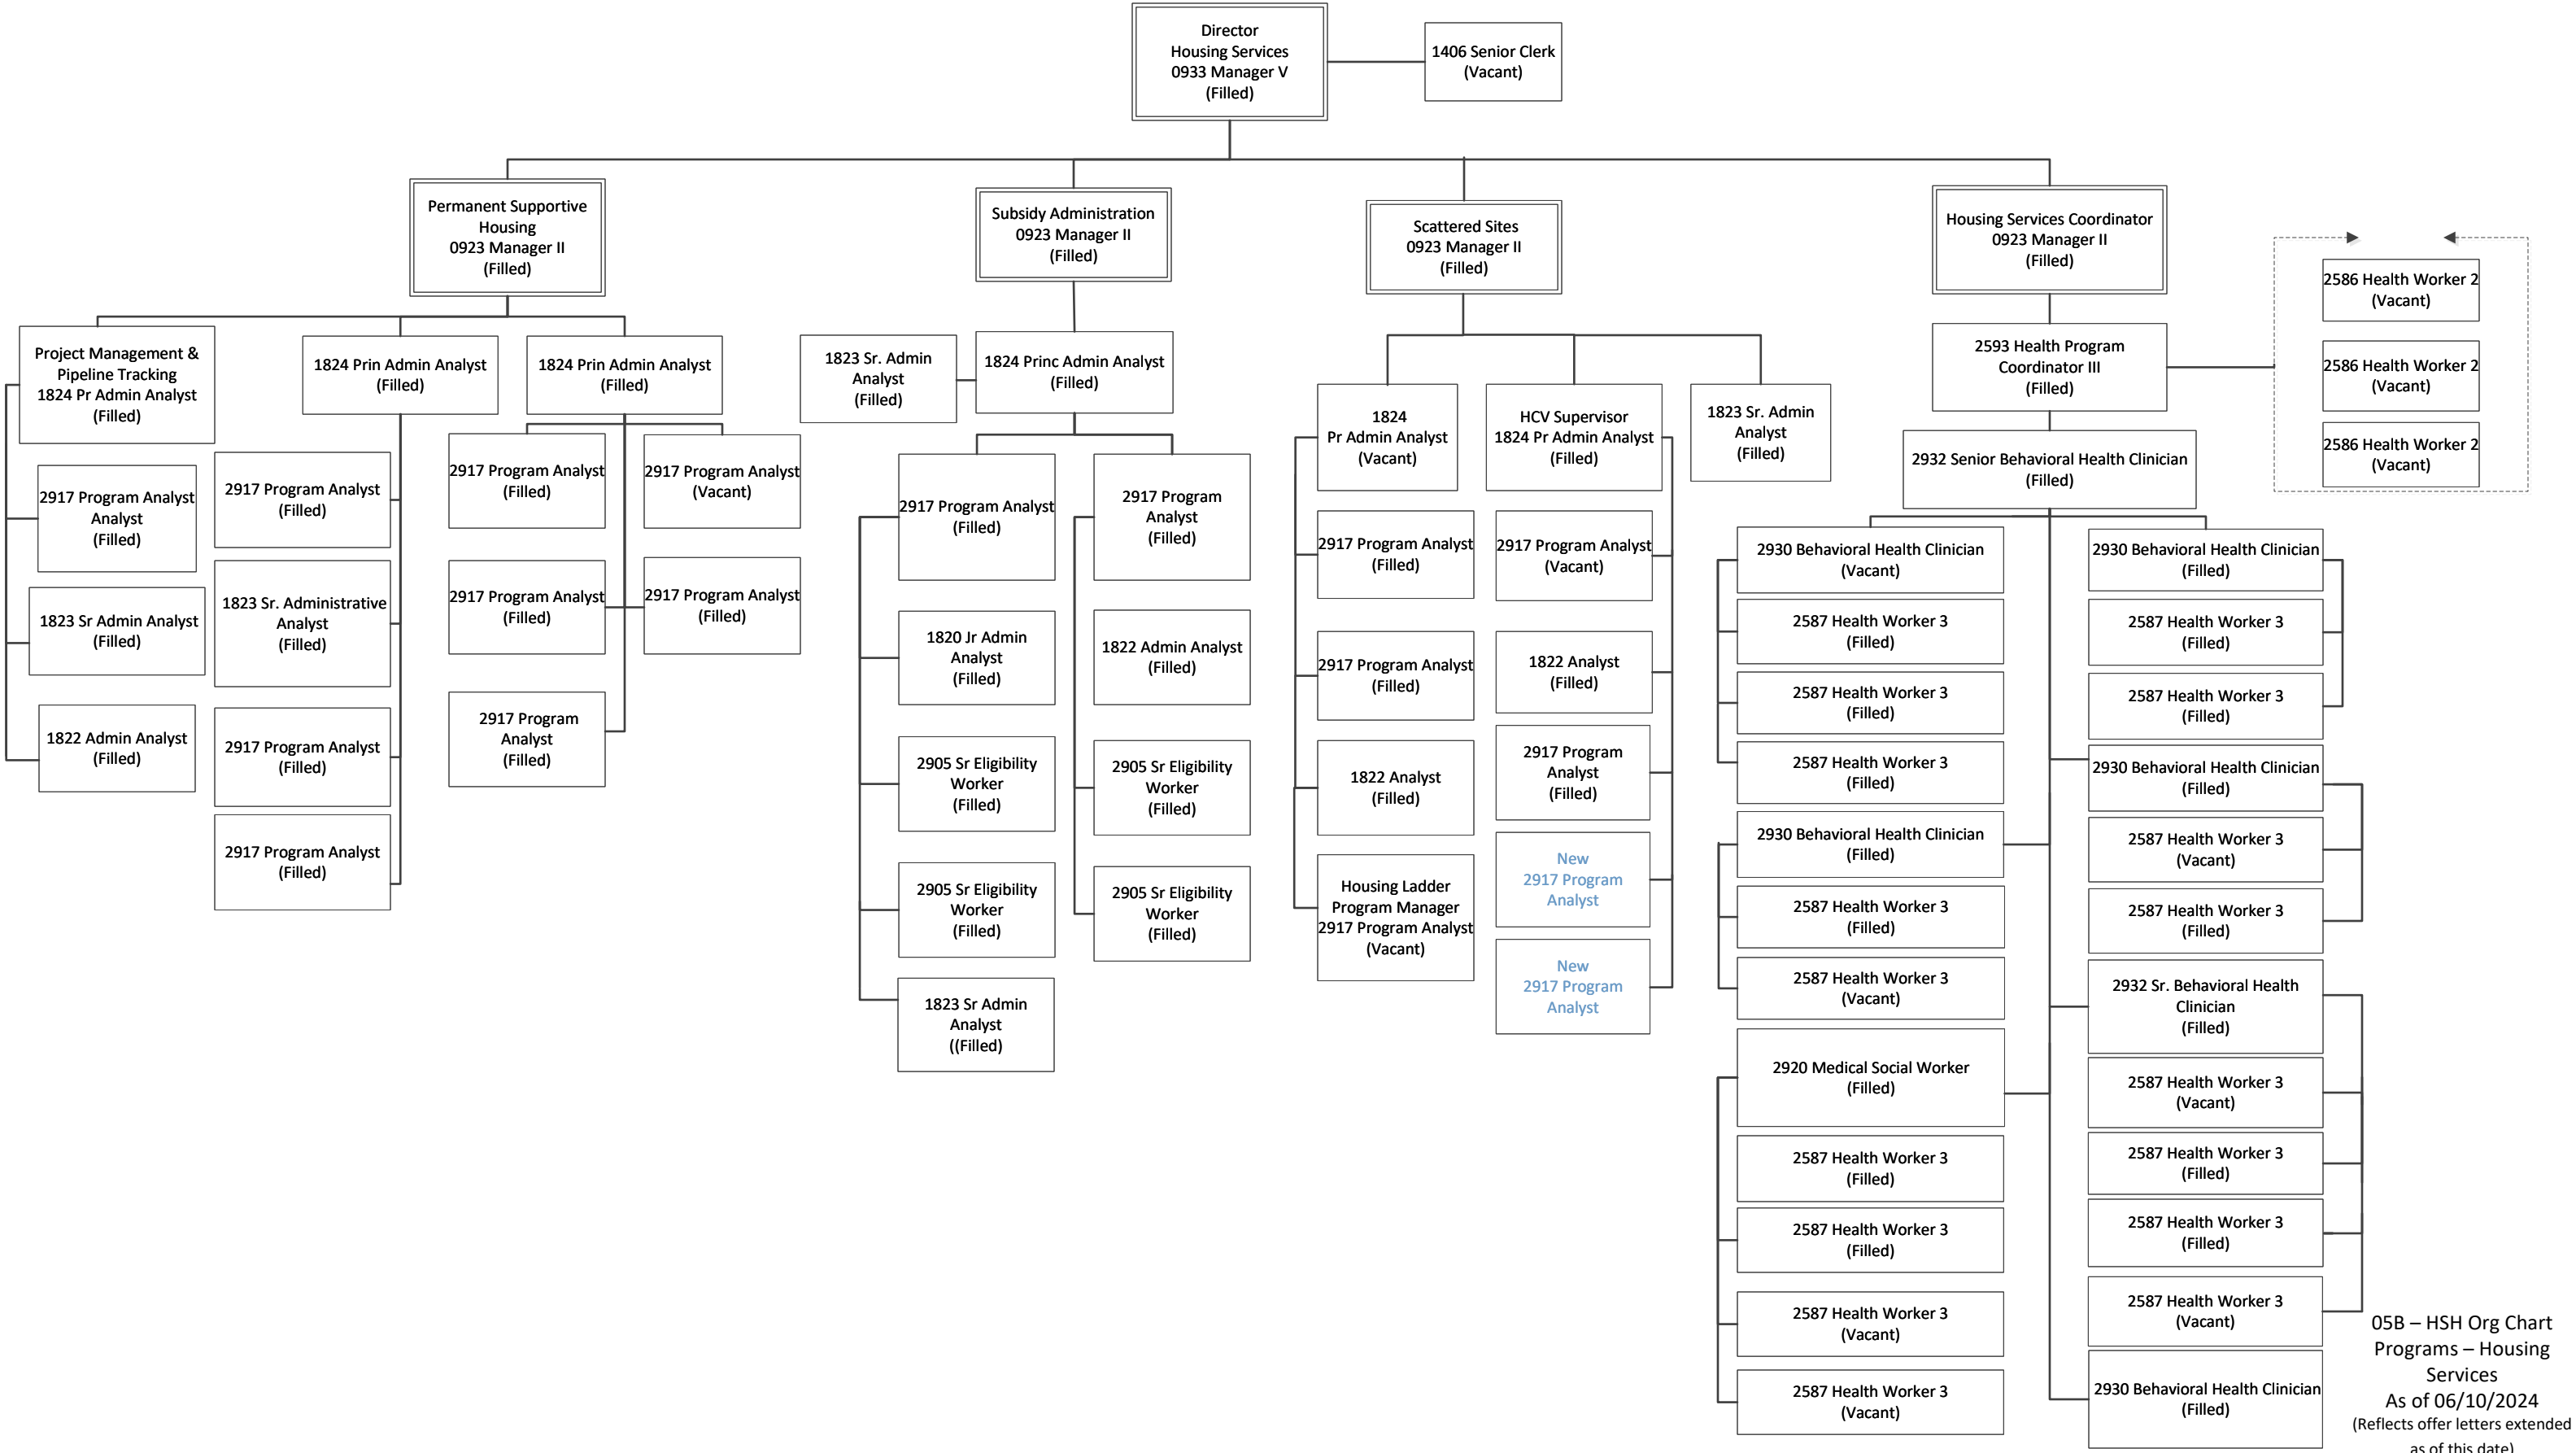 Director
Housing Services
0933 Manager V
(Filled)
1406 Senior Clerk
(Vacant)
Permanent Supportive
Housing
0923 Manager II
(Filled)
Subsidy Administration
0923 Manager II
(Filled)
Scattered Sites
0923 Manager II
(Filled)
Housing Services Coordinator
0923 Manager II
(Filled)
2586 Health Worker 2
(Vacant)
2586 Health Worker 2
(Vacant)
2586 Health Worker 2
(Vacant)
Project Management &
Pipeline Tracking
1824 Pr Admin Analyst
(Filled)
2917 Program Analyst
Analyst
(Filled)
1823 Sr Admin Analyst
(Filled)
1822 Admin Analyst
(Filled)
1824 Prin Admin Analyst
(Filled)
2917 Program Analyst
(Filled)
1823 Sr. Administrative
Analyst
(Filled)
2917 Program Analyst
(Filled)
2917 Program Analyst
(Filled)
1824 Prin Admin Analyst
(Filled)
2917 Program Analyst
(Filled)
2917 Program Analyst
(Vacant)
2917 Program Analyst
(Filled)
2917 Program Analyst
(Filled)
2917 Program
Analyst
(Filled)
1823 Sr. Admin
Analyst
(Filled)
1824 Princ Admin Analyst
(Filled)
2917 Program Analyst
(Filled)
1820 Jr Admin
Analyst
(Filled)
2905 Sr Eligibility
Worker
(Filled)
2905 Sr Eligibility
Worker
(Filled)
1823 Sr Admin
Analyst
((Filled)
2917 Program
Analyst
(Filled)
1822 Admin Analyst
(Filled)
2905 Sr Eligibility
Worker
(Filled)
2905 Sr Eligibility
Worker
(Filled)
1824
Pr Admin Analyst
(Vacant)
2917 Program Analyst
(Filled)
2917 Program Analyst
(Filled)
1822 Analyst
(Filled)
Housing Ladder
Program Manager
2917 Program Analyst
(Vacant)
HCV Supervisor
1824 Pr Admin Analyst
(Filled)
2917 Program Analyst
(Vacant)
1822 Analyst
(Filled)
2917 Program
Analyst
(Filled)
New
2917 Program
Analyst
New
2917 Program
Analyst
1823 Sr. Admin
Analyst
(Filled)
2593 Health Program
Coordinator III
(Filled)
2932 Senior Behavioral Health Clinician
(Filled)
2930 Behavioral Health Clinician
(Vacant)
2587 Health Worker 3
(Filled)
2587 Health Worker 3
(Filled)
2587 Health Worker 3
(Filled)
2930 Behavioral Health Clinician
(Filled)
2587 Health Worker 3
(Filled)
2587 Health Worker 3
(Vacant)
2920 Medical Social Worker
(Filled)
2587 Health Worker 3
(Filled)
2587 Health Worker 3
(Filled)
2587 Health Worker 3
(Vacant)
2587 Health Worker 3
(Vacant)
2930 Behavioral Health Clinician
(Filled)
2587 Health Worker 3
(Filled)
2587 Health Worker 3
(Filled)
2930 Behavioral Health Clinician
(Filled)
2587 Health Worker 3
(Vacant)
2587 Health Worker 3
(Filled)
2932 Sr. Behavioral Health
Clinician
(Filled)
2587 Health Worker 3
(Vacant)
2587 Health Worker 3
(Filled)
2587 Health Worker 3
(Filled)
2587 Health Worker 3
(Vacant)
2930 Behavioral Health Clinician
(Filled)
05B – HSH Org Chart
Programs – Housing
Services
As of 06/10/2024
(Reflects offer letters extended
as of this date)